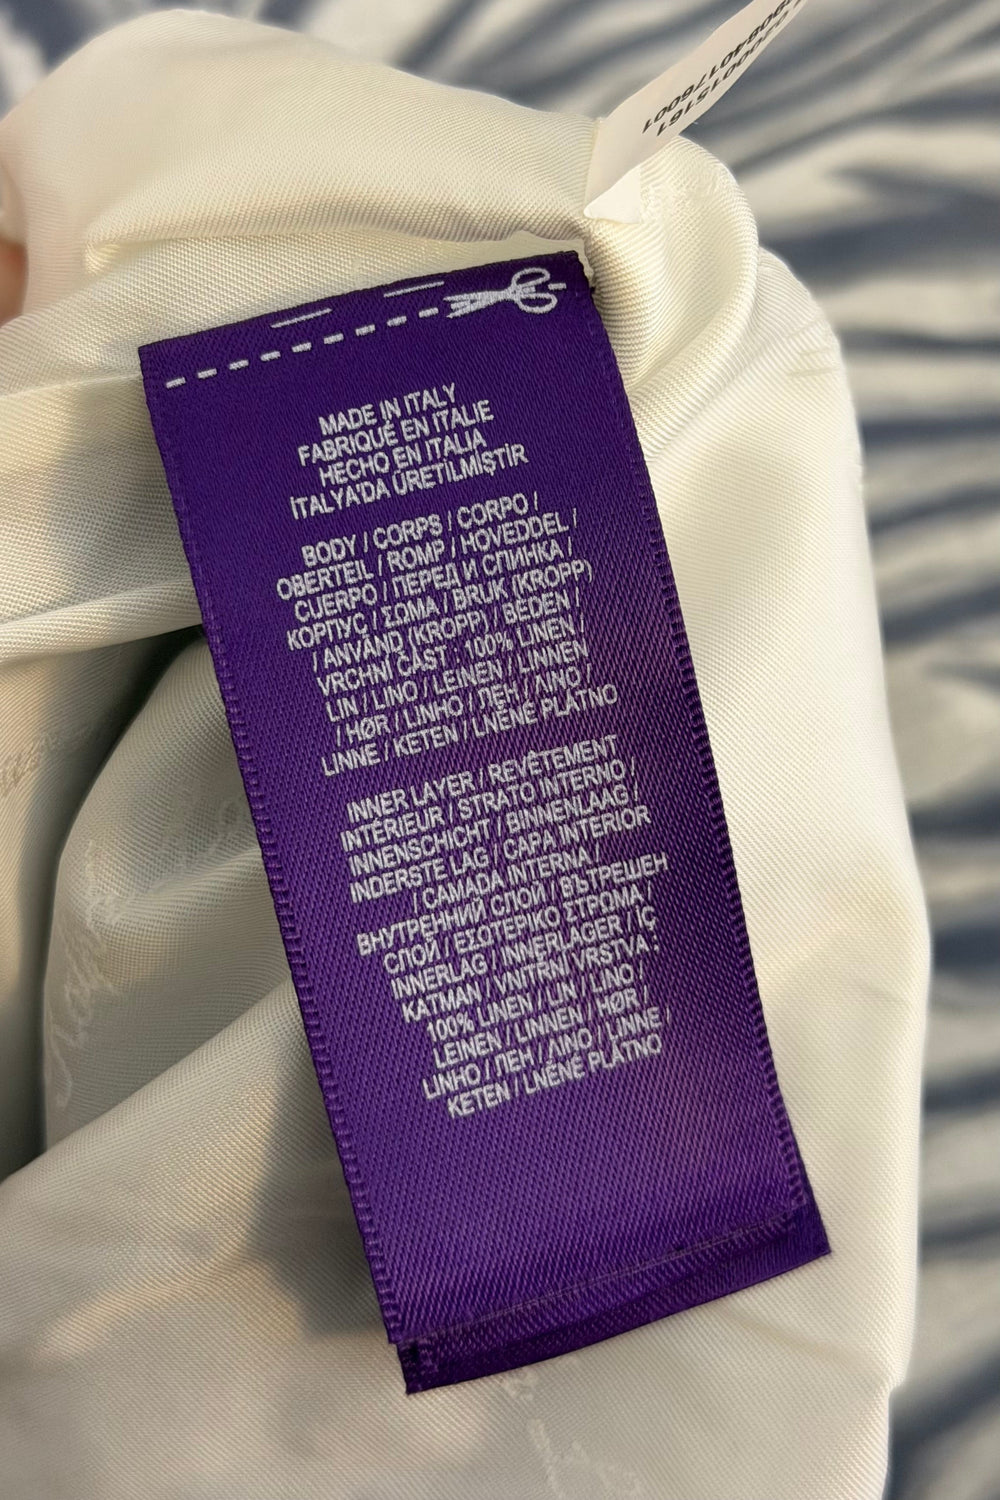 MADE IN ITALY
FABRIQUÉ EN ITALIE
HECHO EN ITALIA
İTALYA'DA ÜRETİLMİŞTİR
BODY / CORPS / CORPO /
OBERTEIL / ROMP / HOVEDDEL /
CUERPO / ПЕРЕД И СПИНКА /
КОРПУС / ΣΩΜΑ / BRUK (KROPP)
/ ANVÄND (KROPP) / BEDEN /
VRCHNÍ ČÁST : 100% LINEN /
LIN / LINO / LEINEN / LINNEN
/ HØR / LINHO / ЛЕН / ΛΙΝΟ /
LINNE / KETEN / LNĚNÉ PLÁTNO
INNER LAYER / REVÊTEMENT
INTÉRIEUR / STRATO INTERNO /
INNENSCHICHT / BINNENLAAG /
INDERSTE LAG / CAPA INTERIOR
/ CAMADA INTERNA /
ВНУТРЕННИЙ СЛОЙ / ВЪТРЕШЕН
СЛОЙ / ΕΣΩΤΕΡΙΚΟ ΣΤΡΩΜΑ /
INNERLAG / INNERLAGER / İÇ
KATMAN / VNITŘNÍ VRSTVA :
100% LINEN / LIN / LINO /
LEINEN / LINNEN / HØR /
LINHO / ЛЕН / ΛΙΝΟ / LINNE /
KETEN / LNĚNÉ PLÁTNO